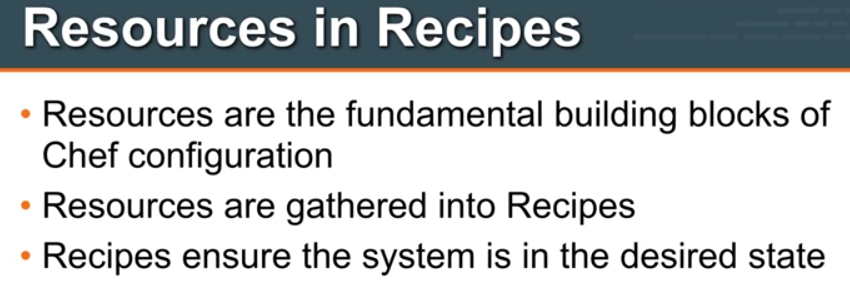 Resources in Recipes
• Resources are the fundamental building blocks of
Chef configuration
• Resources are gathered into Recipes
• Recipes ensure the system is in the desired state